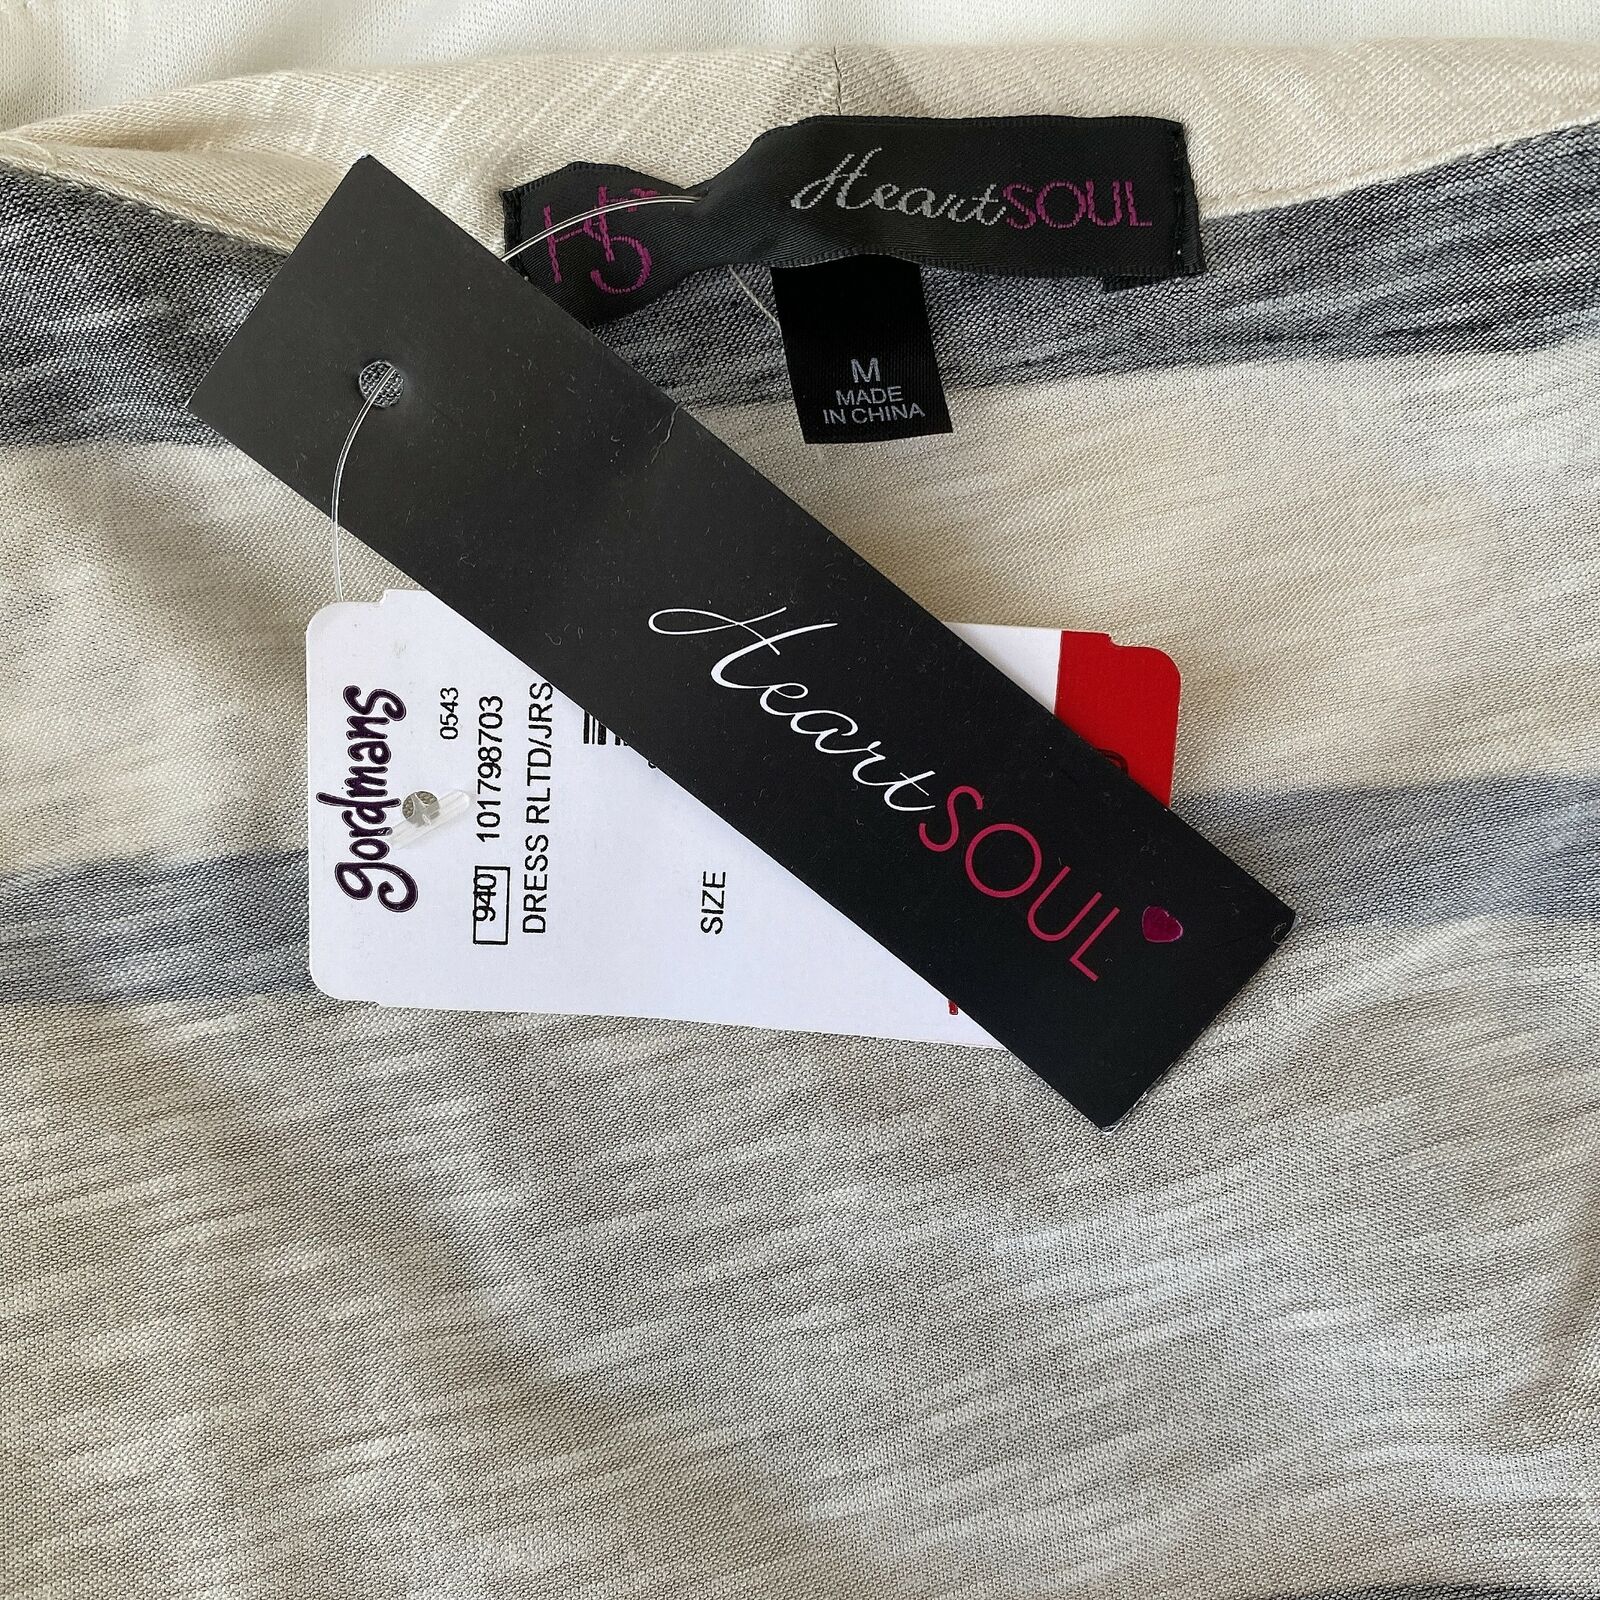 HS
HeartSOUL
M
MADE
IN CHINA
HeartSOUL
gordmans
0543
940 101798703
DRESS RLTD/JRS
SIZE